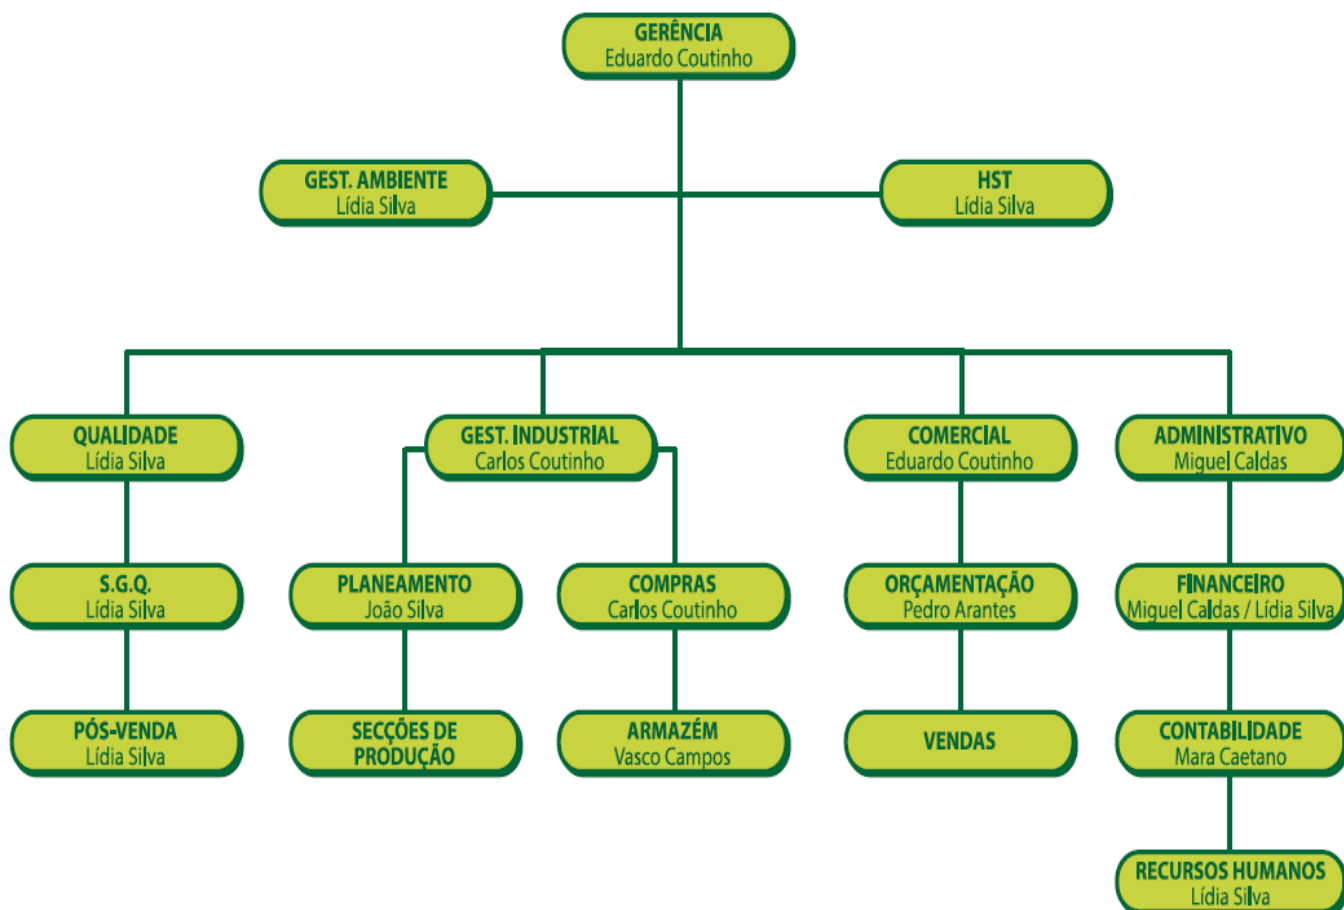 GERÊNCIA
Eduardo Coutinho
GEST. AMBIENTE
Lídia Silva
HST
Lídia Silva
QUALIDADE
Lídia Silva
GEST. INDUSTRIAL
Carlos Coutinho
COMERCIAL
Eduardo Coutinho
ADMINISTRATIVO
Miguel Caldas
S.G.Q.
Lídia Silva
PLANEAMENTO
João Silva
COMPRAS
Carlos Coutinho
ORÇAMENTAÇÃO
Pedro Arantes
FINANCEIRO
Miguel Caldas / Lídia Silva
PÓS-VENDA
Lídia Silva
SECÇÕES DE
PRODUÇÃO
ARMAZÉM
Vasco Campos
VENDAS
CONTABILIDADE
Mara Caetano
RECURSOS HUMANOS
Lídia Silva